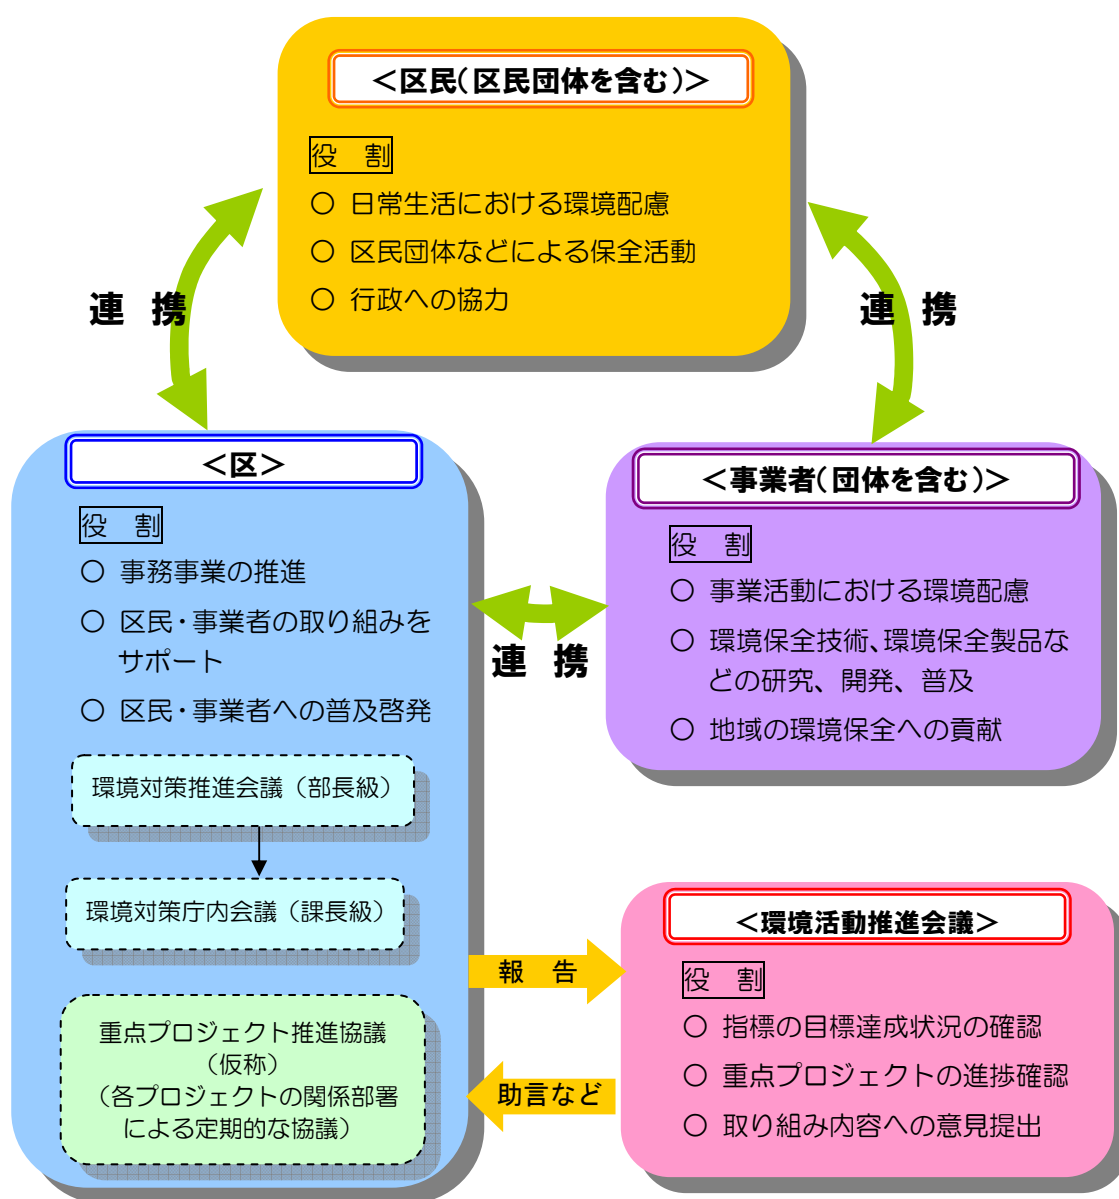 ＜区民（区民団体を含む）＞
役　割
○ 日常生活における環境配慮
○ 区民団体などによる保全活動
○ 行政への協力
連　携
連　携
＜区＞
役　割
○ 事務事業の推進
○ 区民・事業者の取り組みを
サポート
○ 区民・事業者への普及啓発
環境対策推進会議（部長級）
環境対策庁内会議（課長級）
重点プロジェクト推進協議
（仮称）
（各プロジェクトの関係部署
による定期的な協議）
連　携
＜事業者（団体を含む）＞
役　割
○ 事業活動における環境配慮
○ 環境保全技術、環境保全製品な
どの研究、開発、普及
○ 地域の環境保全への貢献
報　告
助言など
＜環境活動推進会議＞
役　割
○ 指標の目標達成状況の確認
○ 重点プロジェクトの進捗確認
○ 取り組み内容への意見提出